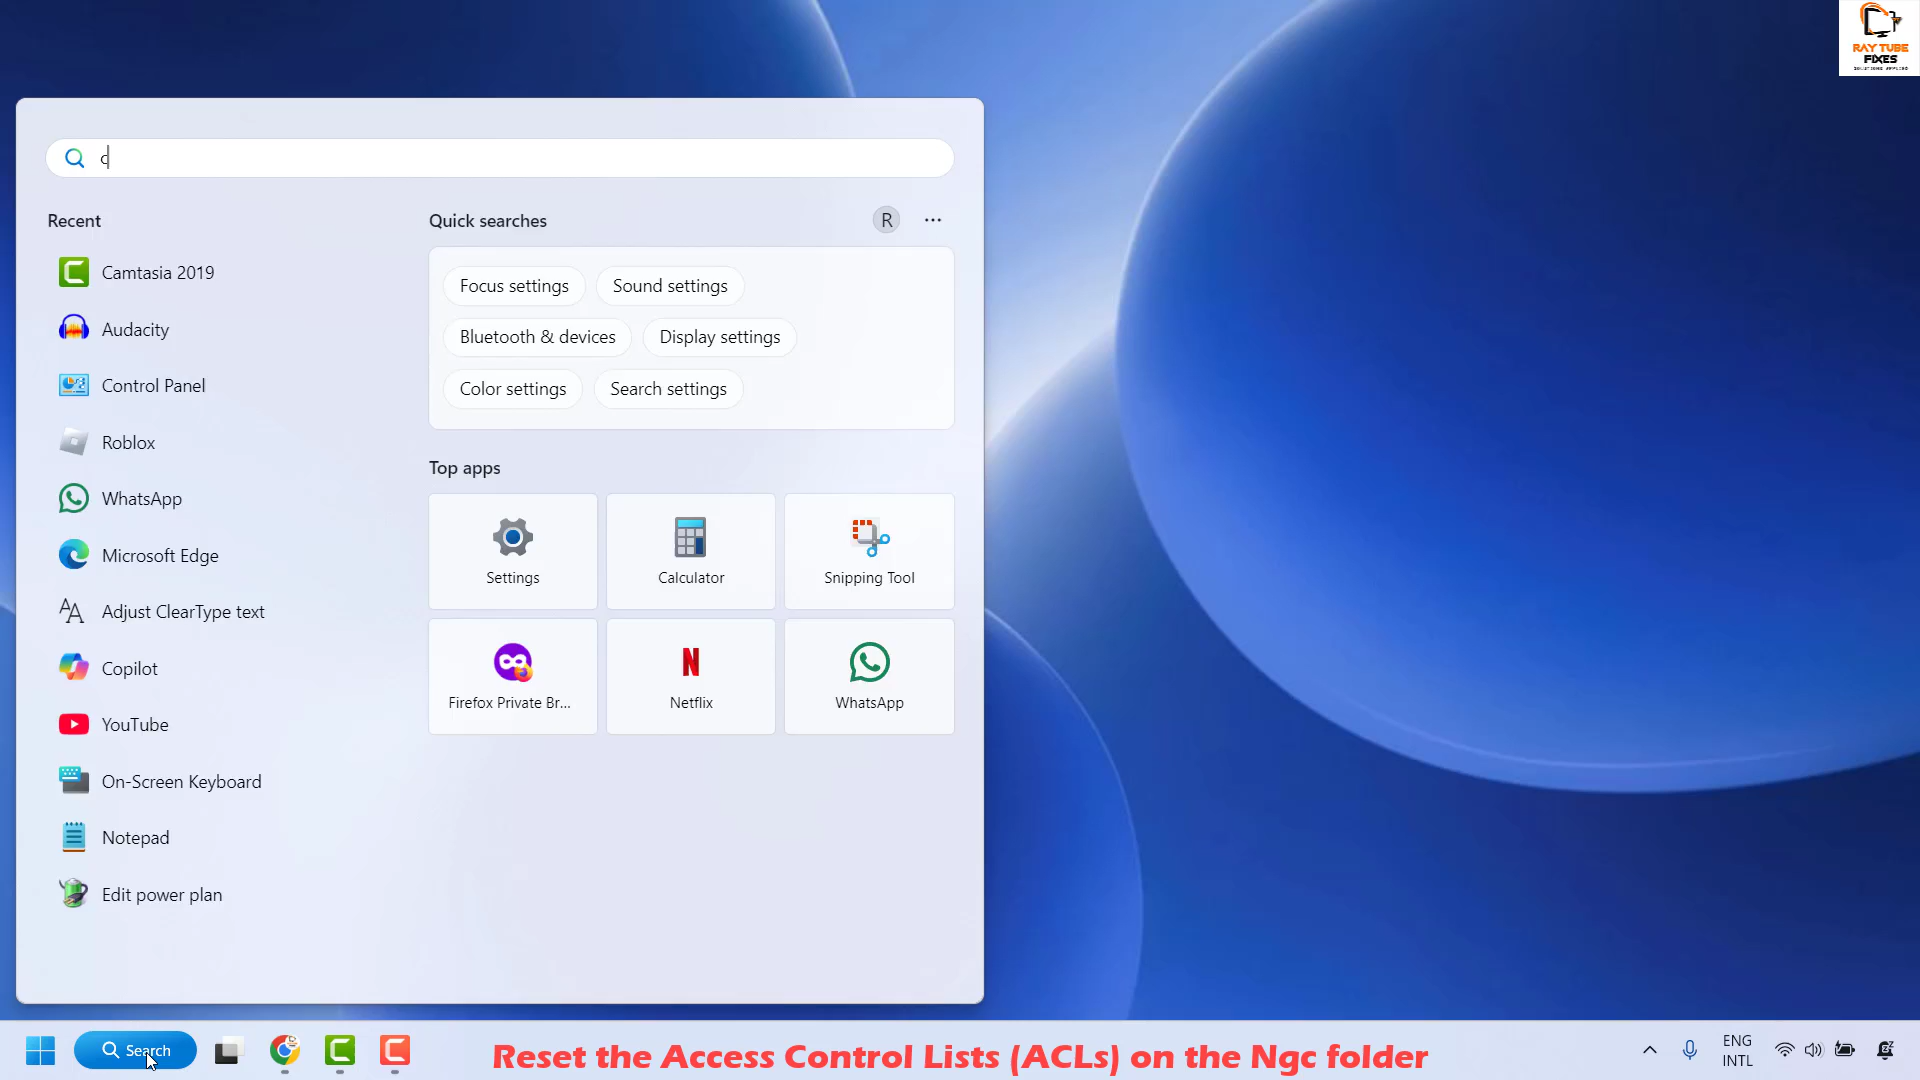 RAY TUBE
FIXES
c
Recent
Quick searches
R
Camtasia 2019
Audacity
Control Panel
Roblox
WhatsApp
Microsoft Edge
Adjust ClearType text
Copilot
YouTube
On-Screen Keyboard
Notepad
Edit power plan
Focus settings
Sound settings
Bluetooth & devices
Display settings
Color settings
Search settings
Top apps
Settings
Calculator
Snipping Tool
Firefox Private Br...
Netflix
WhatsApp
Search
Reset the Access Control Lists (ACLs) on the Ngc folder
ENG
INTL